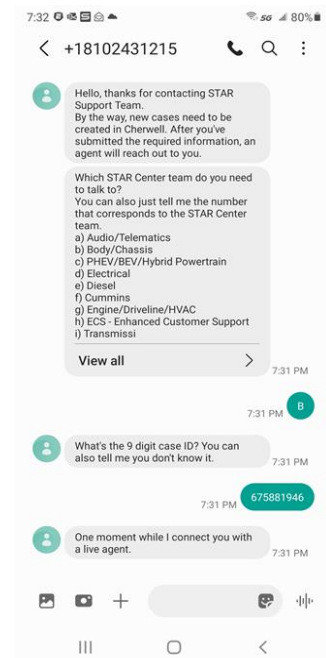 7:32
5G 80%
+18102431215
Hello, thanks for contacting STAR
Support Team.
By the way, new cases need to be
created in Cherwell. After you've
submitted the required information, an
agent will reach out to you.
Which STAR Center team do you need
to talk to?
You can also just tell me the number
that corresponds to the STAR Center
team.
a) Audio/Telematics
b) Body/Chassis
c) PHEV/BEV/Hybrid Powertrain
d) Electrical
e) Diesel
f) Cummins
g) Engine/Driveline/HVAC
h) ECS - Enhanced Customer Support
i) Transmissi
View all
7:31 PM
7:31 PM B
What's the 9 digit case ID? You can
also tell me you don't know it.
7:31 PM
7:31 PM 675881946
One moment while I connect you with
a live agent.
7:31 PM